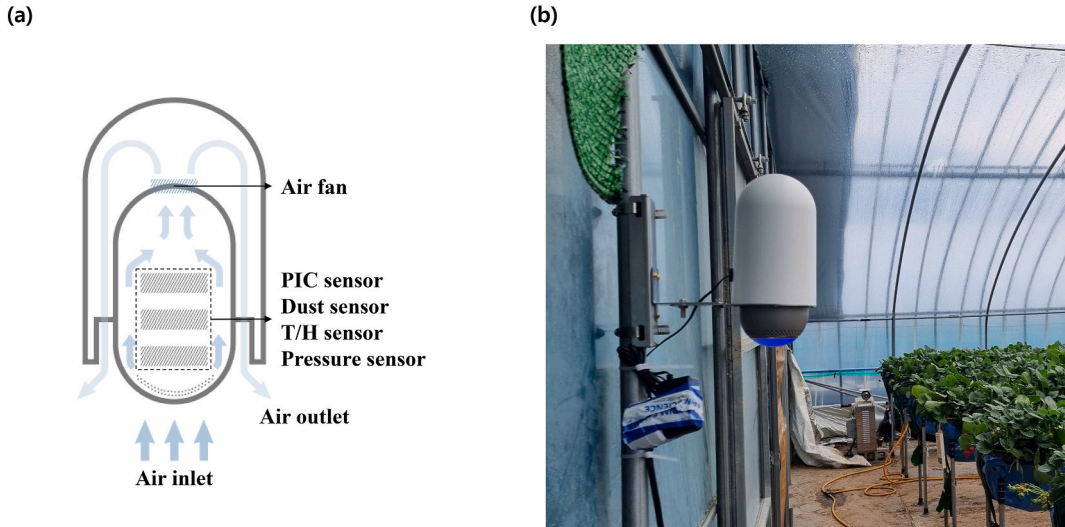 (a)
(b)
Air fan
PIC sensor
Dust sensor
T/H sensor
Pressure sensor
Air outlet
Air inlet